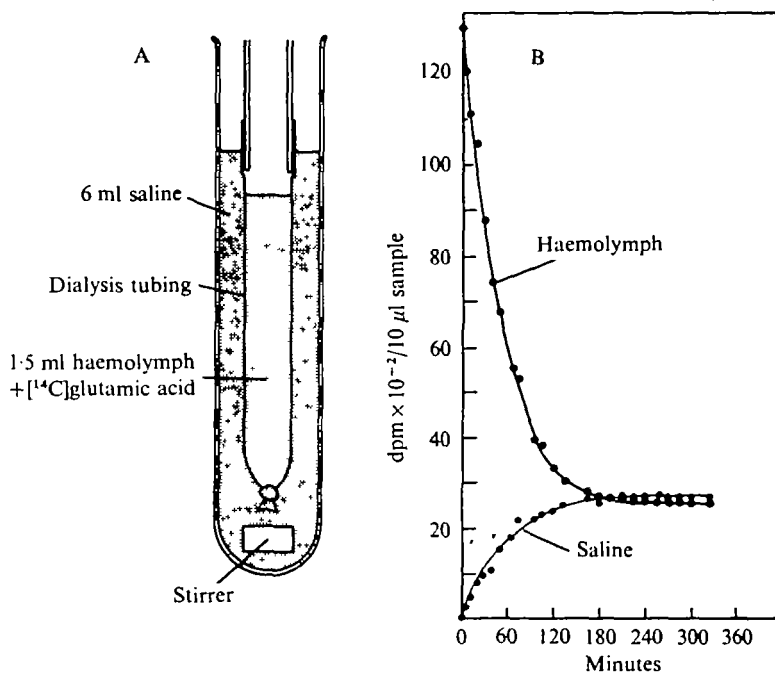 A
6 ml saline
Dialysis tubing
1·5 ml haemolymph
+[¹⁴C]glutamic acid
Stirrer
B
dpm × 10⁻²/10 μl sample
120
100
80
60
40
20
0
Haemolymph
Saline
0 60 120 180 240 300 360
Minutes